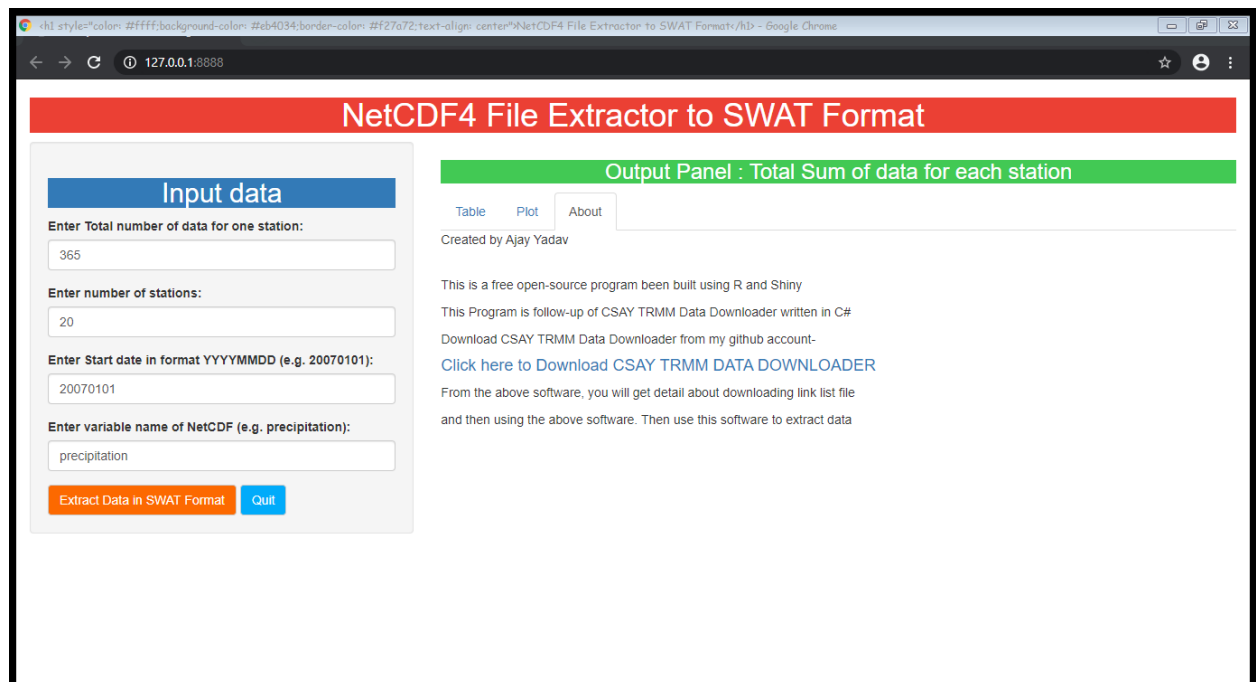 <h1 style="color: #ffff;background-color: #eb4034;border-color: #f27a72;text-align: center">NetCDF4 File Extractor to SWAT Format</h1> - Google Chrome
127.0.0.1:8888
NetCDF4 File Extractor to SWAT Format
Input data
Enter Total number of data for one station:
365
Enter number of stations:
20
Enter Start date in format YYYYMMDD (e.g. 20070101):
20070101
Enter variable name of NetCDF (e.g. precipitation):
precipitation
Extract Data in SWAT Format Quit
Output Panel : Total Sum of data for each station
Table Plot About
Created by Ajay Yadav
This is a free open-source program been built using R and Shiny
This Program is follow-up of CSAY TRMM Data Downloader written in C#
Download CSAY TRMM Data Downloader from my github account-
Click here to Download CSAY TRMM DATA DOWNLOADER
From the above software, you will get detail about downloading link list file
and then using the above software. Then use this software to extract data